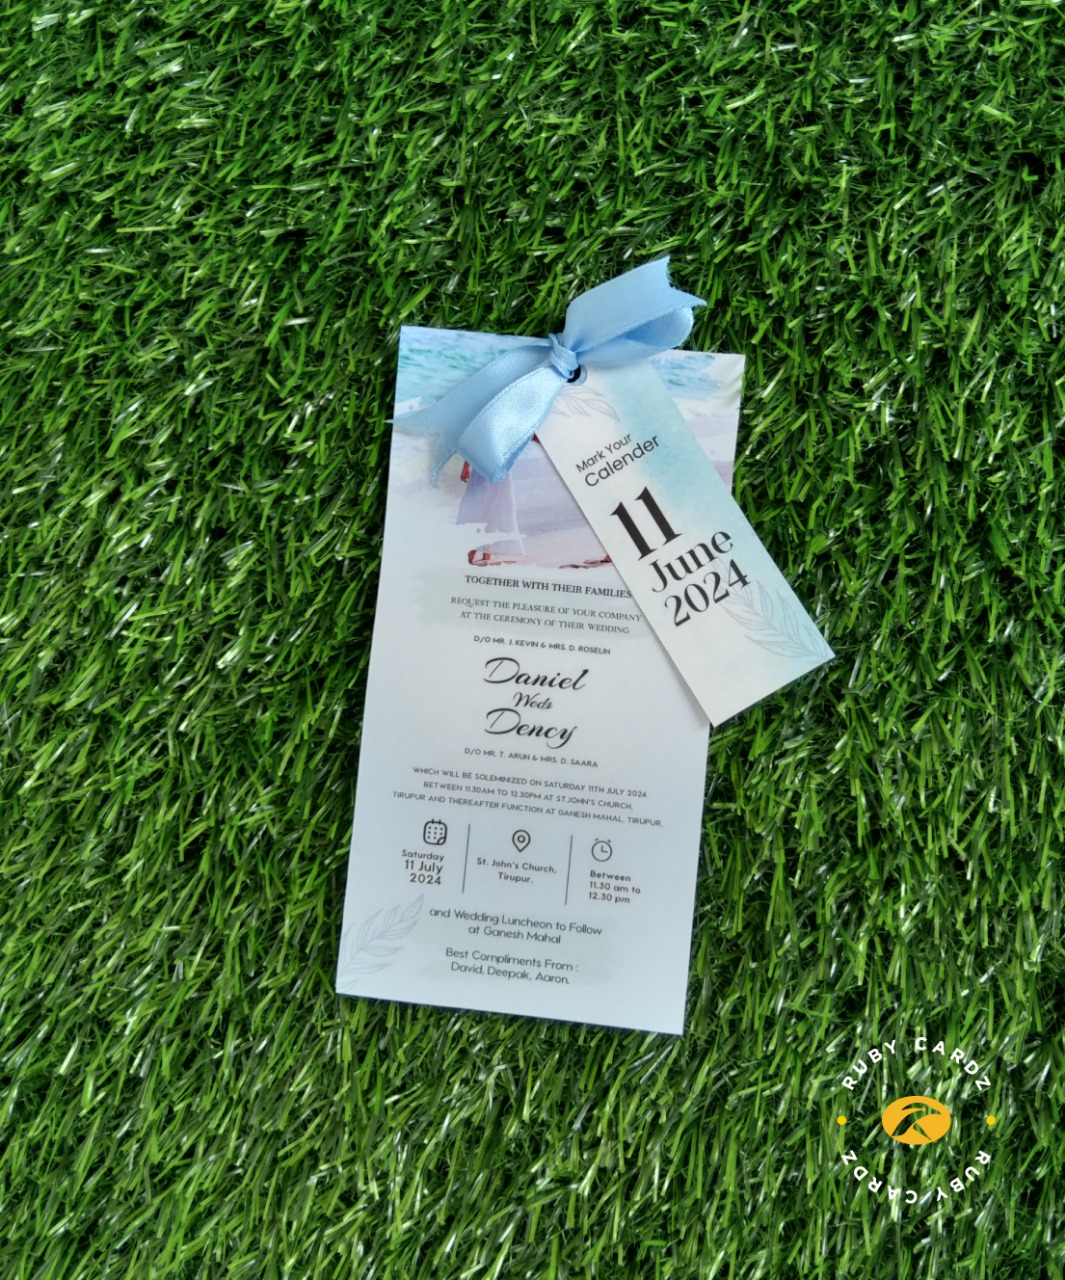 Mark Your
Calender
11
June
2024
TOGETHER WITH THEIR FAMILIES
REQUEST THE PLEASURE OF YOUR COMPANY
AT THE CEREMONY OF THEIR WEDDING
D/O MR. J. KEVIN & MRS. D. ROSELIN
Daniel
Weds
Dency
D/O MR. T. ARUN & MRS. D. SAARA
WHICH WILL BE SOLEMINIZED ON SATURDAY 11TH JULY 2024
BETWEEN 11.30AM TO 12.30PM AT ST.JOHN'S CHURCH,
TIRUPUR AND THEREAFTER FUNCTION AT GANESH MAHAL, TIRUPUR.
Saturday
11 July
2024
St. John's Church,
Tirupur.
Between
11.30 am to
12.30 pm
and Wedding Luncheon to Follow
at Ganesh Mahal
Best Compliments From :
David, Deepak, Aaron.
RUBY CARDZ
RUBY CARDZ